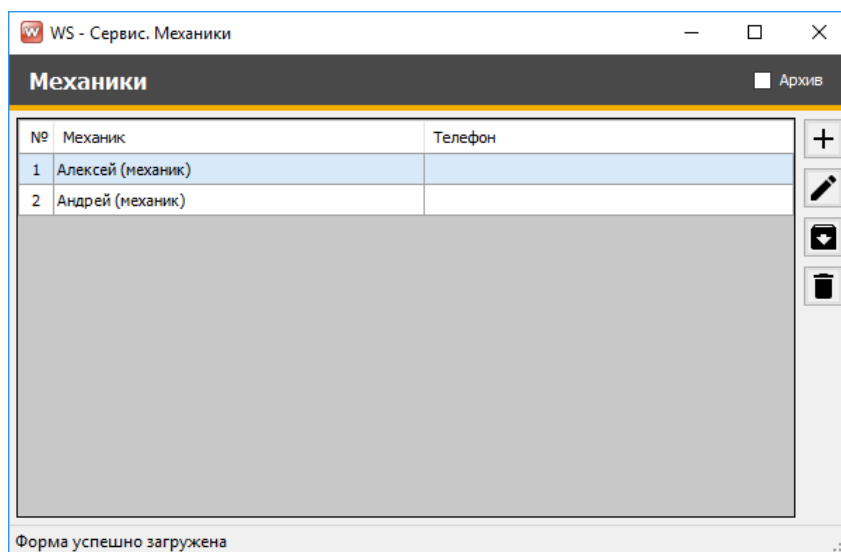 WS - Сервис. Механики
Механики Архив
№ Механик Телефон
1 Алексей (механик)
2 Андрей (механик)
Форма успешно загружена